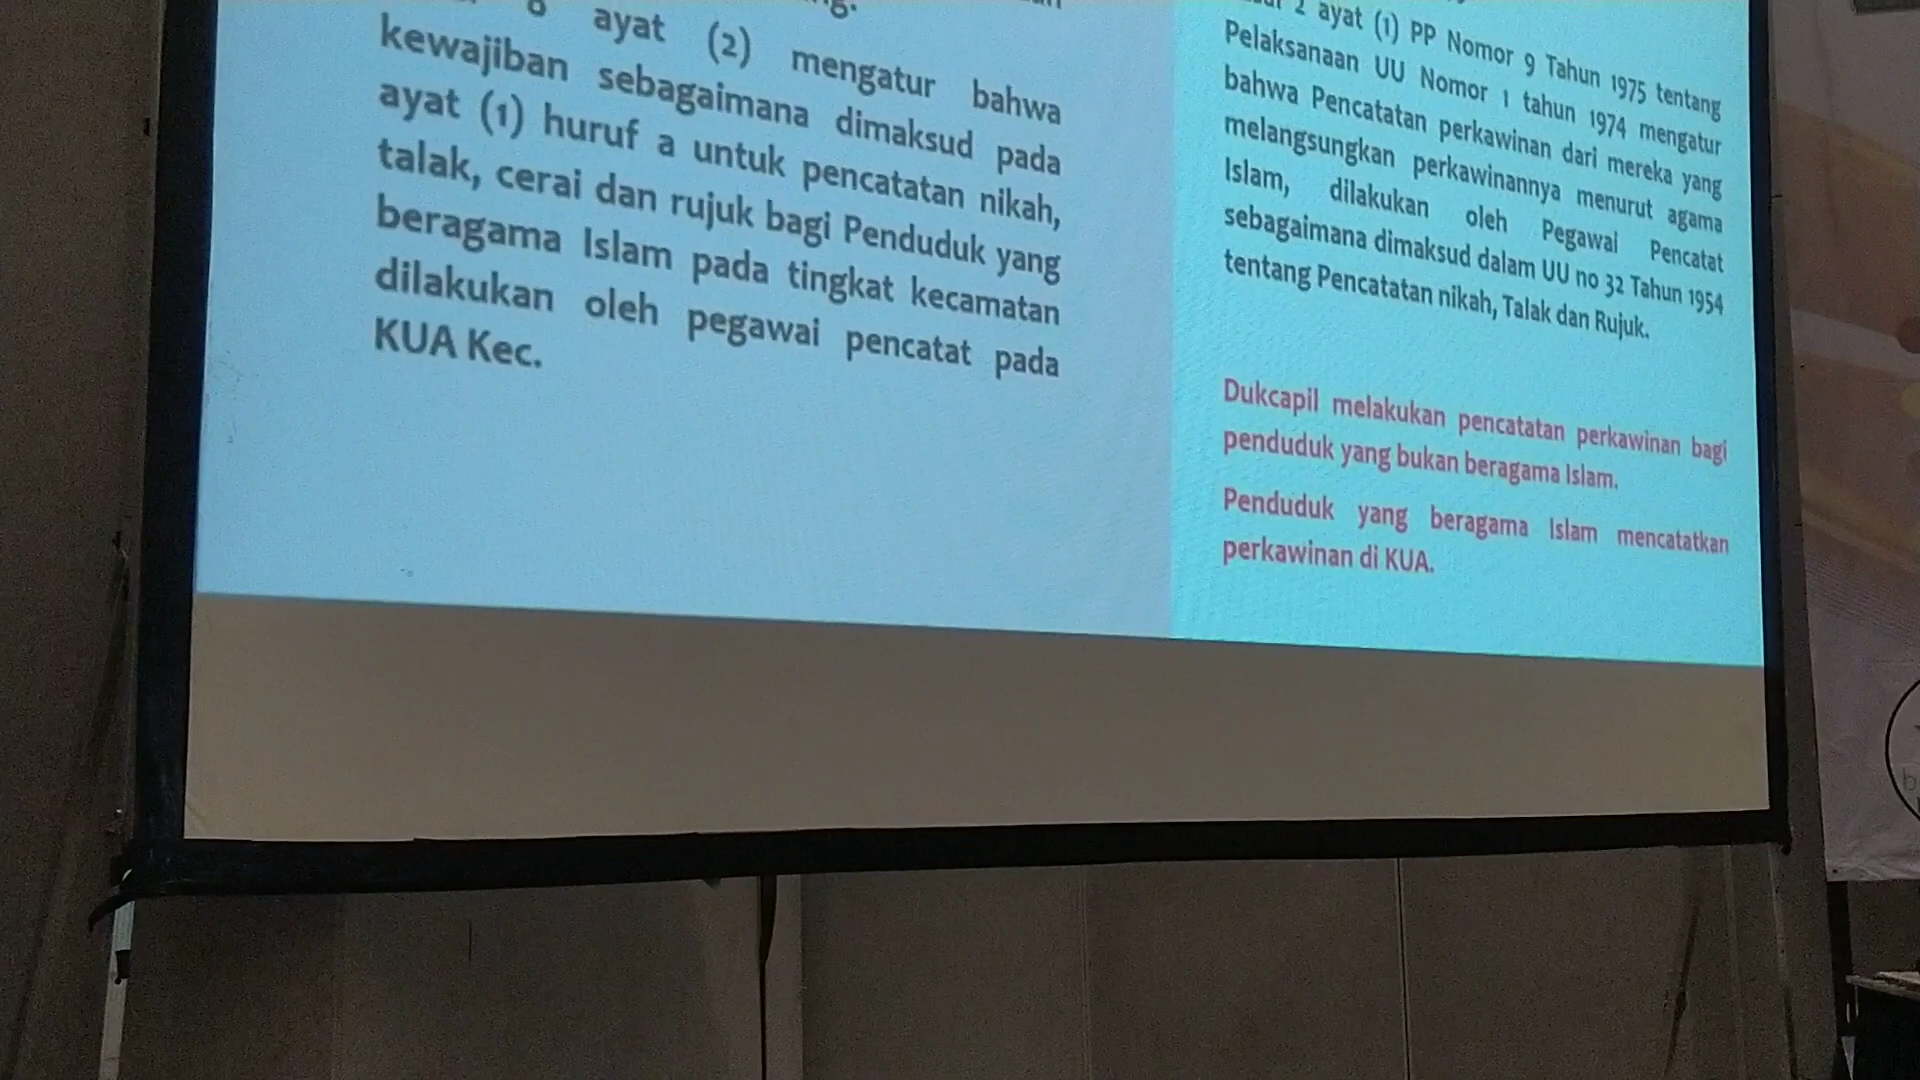 8 ayat (2) mengatur bahwa
kewajiban sebagaimana dimaksud pada
ayat (1) huruf a untuk pencatatan nikah,
talak, cerai dan rujuk bagi Penduduk yang
beragama Islam pada tingkat kecamatan
dilakukan oleh pegawai pencatat pada
KUA Kec.
2 ayat (1) PP Nomor 9 Tahun 1975 tentang
Pelaksanaan UU Nomor 1 tahun 1974 mengatur
bahwa Pencatatan perkawinan dari mereka yang
melangsungkan perkawinannya menurut agama
Islam, dilakukan oleh Pegawai Pencatat
sebagaimana dimaksud dalam UU no 32 Tahun 1954
tentang Pencatatan nikah, Talak dan Rujuk.
Dukcapil melakukan pencatatan perkawinan bagi
penduduk yang bukan beragama Islam.
Penduduk yang beragama Islam mencatatkan
perkawinan di KUA.